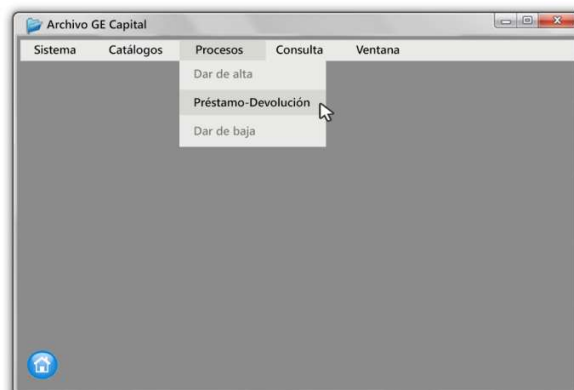 Archivo GE Capital
Sistema Catálogos Procesos Consulta Ventana
Dar de alta
Préstamo-Devolución
Dar de baja